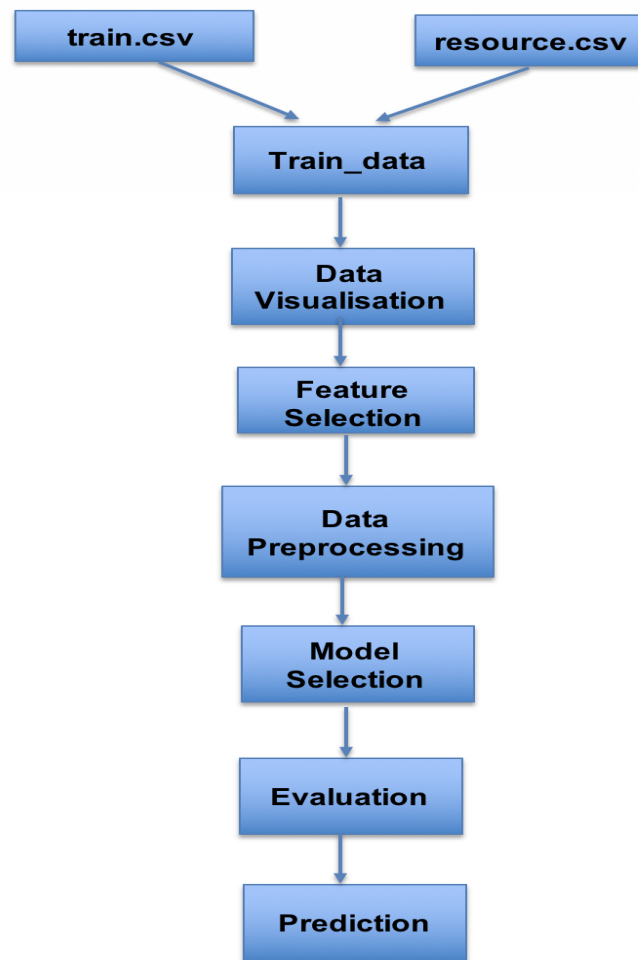 train.csv
resource.csv
Train_data
Data
Visualisation
Feature
Selection
Data
Preprocessing
Model
Selection
Evaluation
Prediction